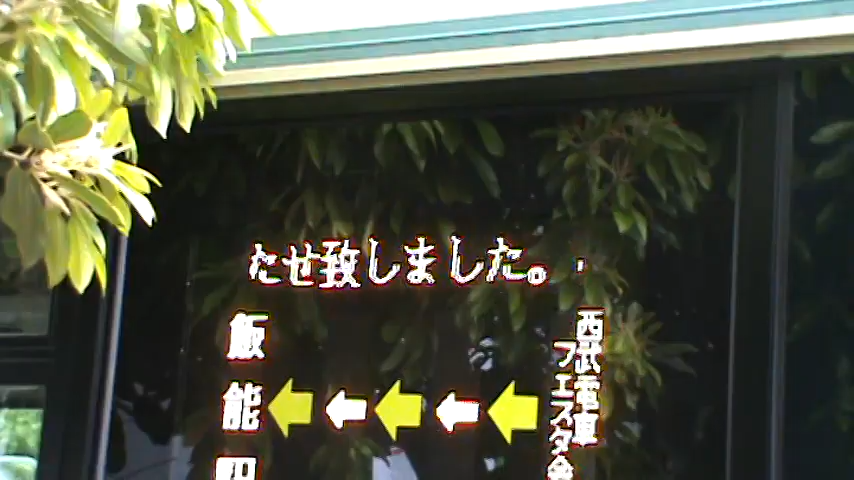 たせ致しました。
西武電車
フェスタ会
飯能